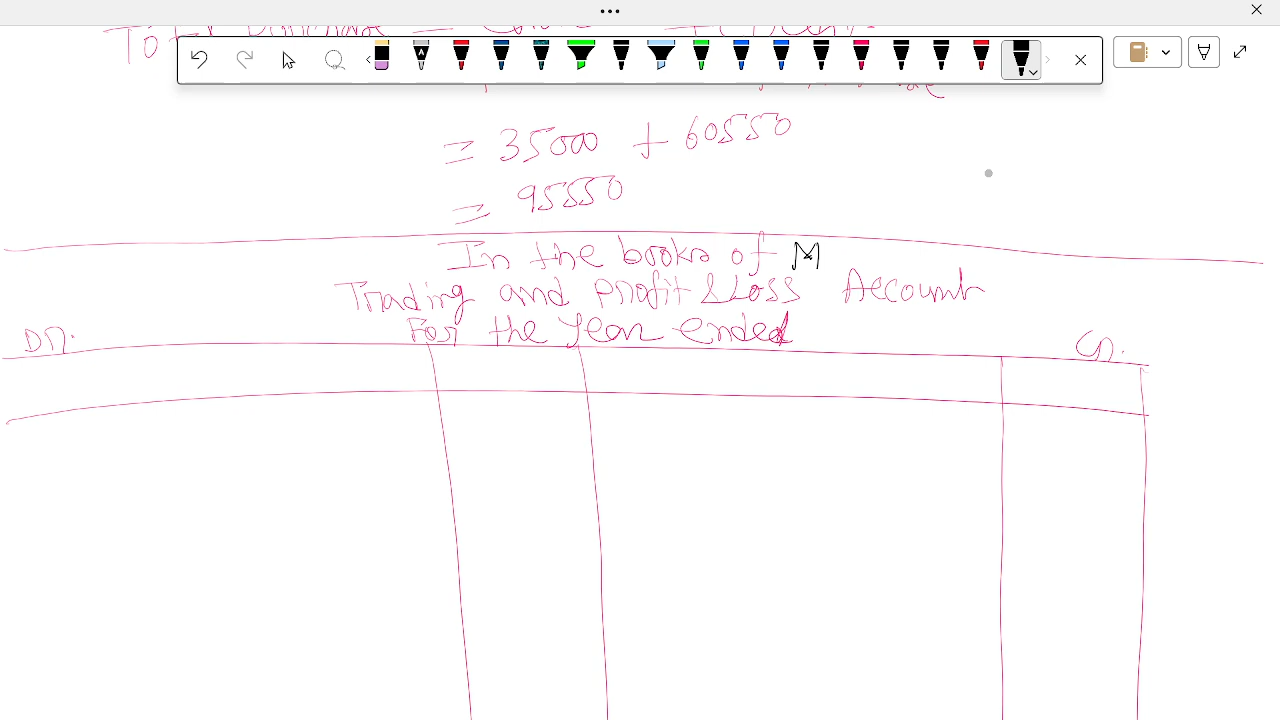 = 35000 + 60550
= 95550
In the books of M
Trading and Profit & Loss Account
For the Year ended
Dr. Cr.